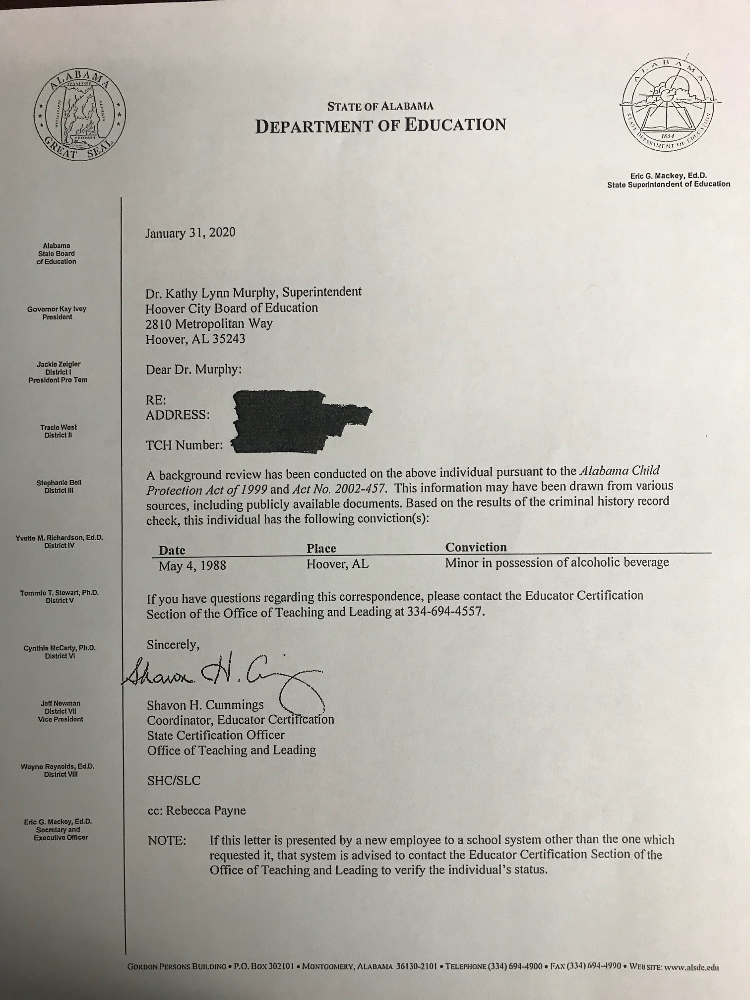 ALABAMA
TENNESSEE
MISSISSIPPI
GEORGIA
FLORIDA
GREAT SEAL
STATE OF ALABAMA
DEPARTMENT OF EDUCATION
ALABAMA
1854
STATE DEPARTMENT OF EDUCATION
Eric G. Mackey, Ed.D.
State Superintendent of Education
Alabama
State Board
of Education
Governor Kay Ivey
President
Jackie Zeigler
District I
President Pro Tem
Tracie West
District II
Stephanie Bell
District III
Yvette M. Richardson, Ed.D.
District IV
Tommie T. Stewart, Ph.D.
District V
Cynthia McCarty, Ph.D.
District VI
Jeff Newman
District VII
Vice President
Wayne Reynolds, Ed.D.
District VIII
Eric G. Mackey, Ed.D.
Secretary and
Executive Officer
January 31, 2020
Dr. Kathy Lynn Murphy, Superintendent
Hoover City Board of Education
2810 Metropolitan Way
Hoover, AL 35243
Dear Dr. Murphy:
RE:
ADDRESS:
TCH Number:
A background review has been conducted on the above individual pursuant to the Alabama Child
Protection Act of 1999 and Act No. 2002-457. This information may have been drawn from various
sources, including publicly available documents. Based on the results of the criminal history record
check, this individual has the following conviction(s):
Date Place Conviction
May 4, 1988 Hoover, AL Minor in possession of alcoholic beverage
If you have questions regarding this correspondence, please contact the Educator Certification
Section of the Office of Teaching and Leading at 334-694-4557.
Sincerely,
Shavon H. Cummings
Coordinator, Educator Certification
State Certification Officer
Office of Teaching and Leading
SHC/SLC
cc: Rebecca Payne
NOTE: If this letter is presented by a new employee to a school system other than the one which
requested it, that system is advised to contact the Educator Certification Section of the
Office of Teaching and Leading to verify the individual's status.
GORDON PERSONS BUILDING • P.O. BOX 302101 • MONTGOMERY, ALABAMA 36130-2101 • TELEPHONE (334) 694-4900 • FAX (334) 694-4990 • WEB SITE: www.alsde.edu